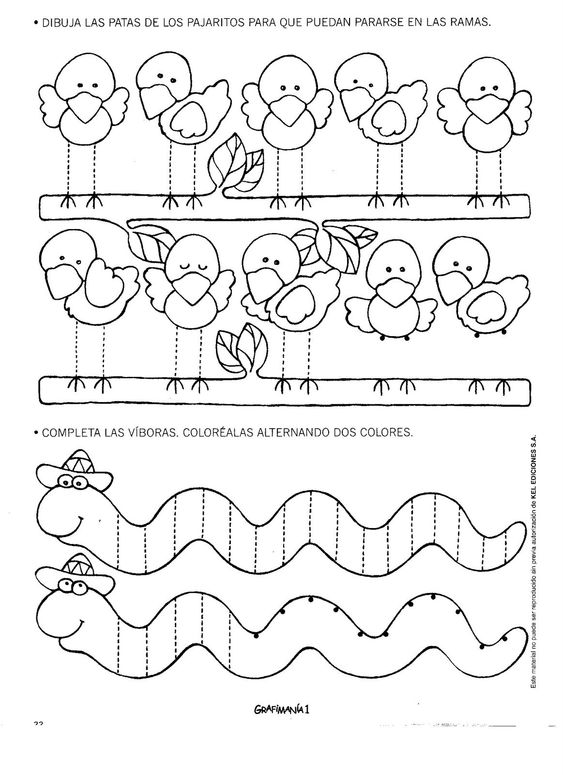 • DIBUJA LAS PATAS DE LOS PAJARITOS PARA QUE PUEDAN PARARSE EN LAS RAMAS.
• COMPLETA LAS VÍBORAS. COLORÉALAS ALTERNANDO DOS COLORES.
Este material no puede ser reproducido sin previa autorización de KEL EDICIONES S.A.
GRAFIMANÍA 1